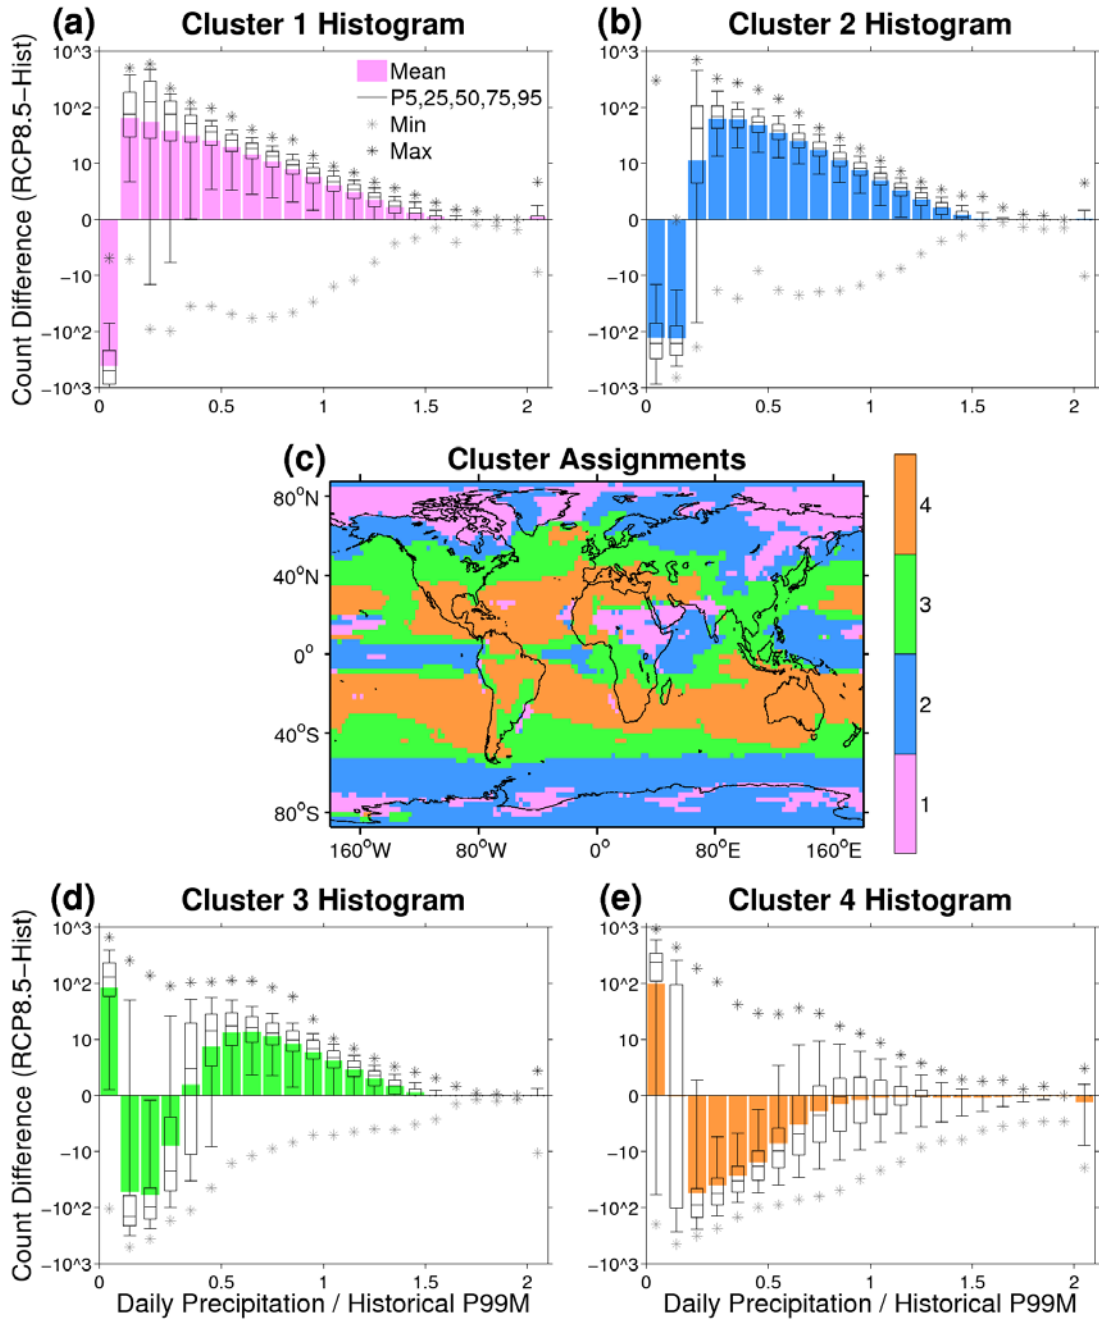 (a) Cluster 1 Histogram
(b) Cluster 2 Histogram
Count Difference (RCP8.5−Hist)
10^3
10^2
10
0
−10
−10^2
−10^3
0 0.5 1 1.5 2
Mean
P5,25,50,75,95
Min
Max
10^3
10^2
10
0
−10
−10^2
−10^3
0 0.5 1 1.5 2
(c) Cluster Assignments
80°N
40°N
0°
40°S
80°S
160°W 80°W 0° 80°E 160°E
4
3
2
1
(d) Cluster 3 Histogram
(e) Cluster 4 Histogram
Count Difference (RCP8.5−Hist)
10^3
10^2
10
0
−10
−10^2
−10^3
0 0.5 1 1.5 2
Daily Precipitation / Historical P99M
10^3
10^2
10
0
−10
−10^2
−10^3
0 0.5 1 1.5 2
Daily Precipitation / Historical P99M